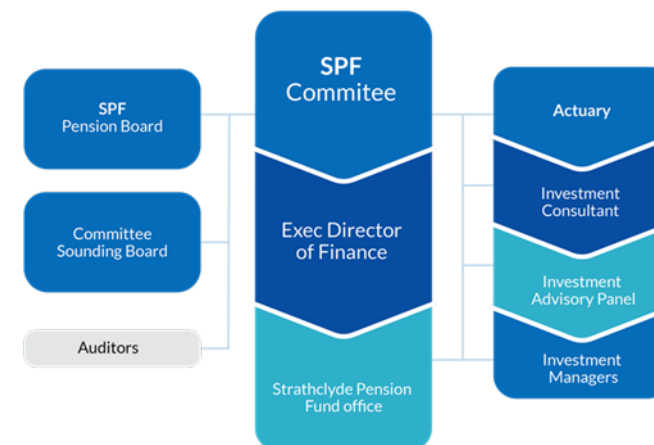 SPF
Pension Board
Committee
Sounding Board
Auditors
SPF
Commitee
Exec Director
of Finance
Strathclyde Pension
Fund office
Actuary
Investment
Consultant
Investment
Advisory Panel
Investment
Managers